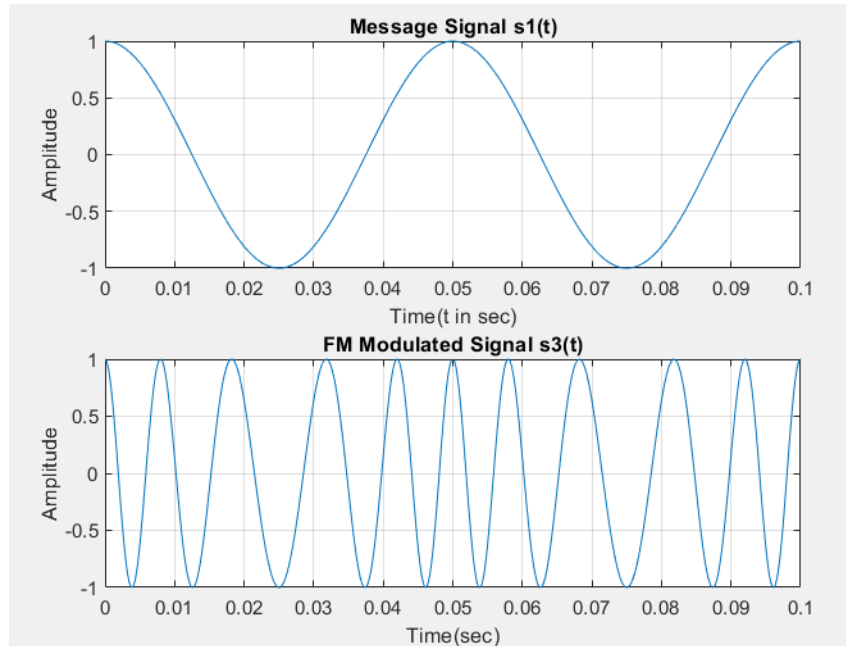 Message Signal s1(t)
1
0.5
0
-0.5
-1
Amplitude
0 0.01 0.02 0.03 0.04 0.05 0.06 0.07 0.08 0.09 0.1
Time(t in sec)
FM Modulated Signal s3(t)
1
0.5
0
-0.5
-1
Amplitude
0 0.01 0.02 0.03 0.04 0.05 0.06 0.07 0.08 0.09 0.1
Time(sec)